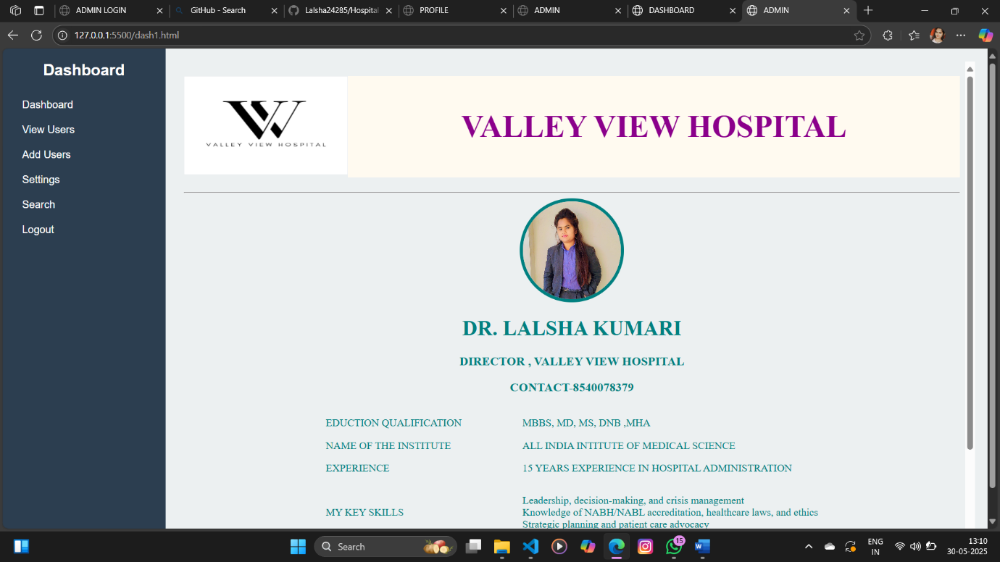 ADMIN LOGIN
GitHub - Search
Lalsha24285/Hospital
PROFILE
ADMIN
DASHBOARD
ADMIN
127.0.0.1:5500/dash1.html
Dashboard
Dashboard
View Users
Add Users
Settings
Search
Logout
VALLEY VIEW HOSPITAL
VALLEY VIEW HOSPITAL
DR. LALSHA KUMARI
DIRECTOR , VALLEY VIEW HOSPITAL
CONTACT-8540078379
EDUCTION QUALIFICATION MBBS, MD, MS, DNB ,MHA
NAME OF THE INSTITUTE ALL INDIA INTITUTE OF MEDICAL SCIENCE
EXPERIENCE 15 YEARS EXPERIENCE IN HOSPITAL ADMINISTRATION
Leadership, decision-making, and crisis management
MY KEY SKILLS Knowledge of NABH/NABL accreditation, healthcare laws, and ethics
Strategic planning and patient care advocacy
Search
15
ENG
IN
13:10
30-05-2025